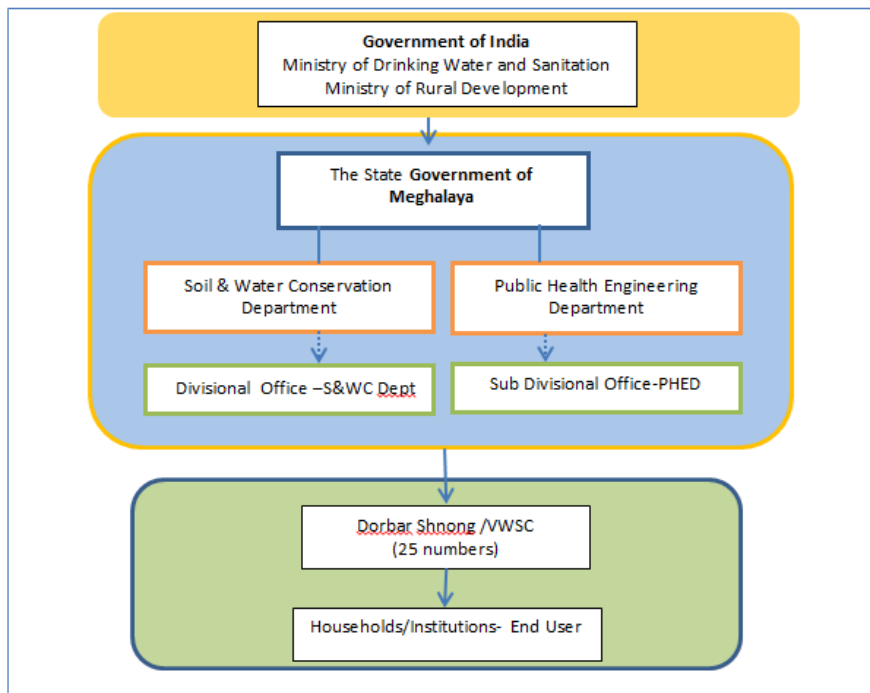 Government of India
Ministry of Drinking Water and Sanitation
Ministry of Rural Development
The State Government of
Meghalaya
Soil & Water Conservation
Department
Public Health Engineering
Department
Divisional Office –S&WC Dept
Sub Divisional Office-PHED
Dorbar Shnong /VWSC
(25 numbers)
Households/Institutions- End User